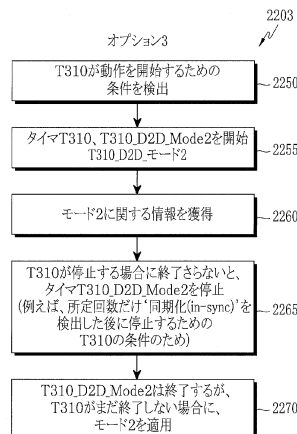 2203
オプション3
T310が動作を開始するための
条件を検出
2250
タイマT310、T310_D2D_Mode2を開始
T310_D2D_モード2
2255
モード2に関する情報を獲得
2260
T310が停止する場合に終了さらないと、
タイマT310_D2D_Mode2を停止
(例えば、所定回数だけ‘同期化(in-sync)’を
検出した後に停止するための
T310の条件のため)
2265
T310_D2D_Mode2は終了するが、
T310がまだ終了しない場合に、
モード2を適用
2270